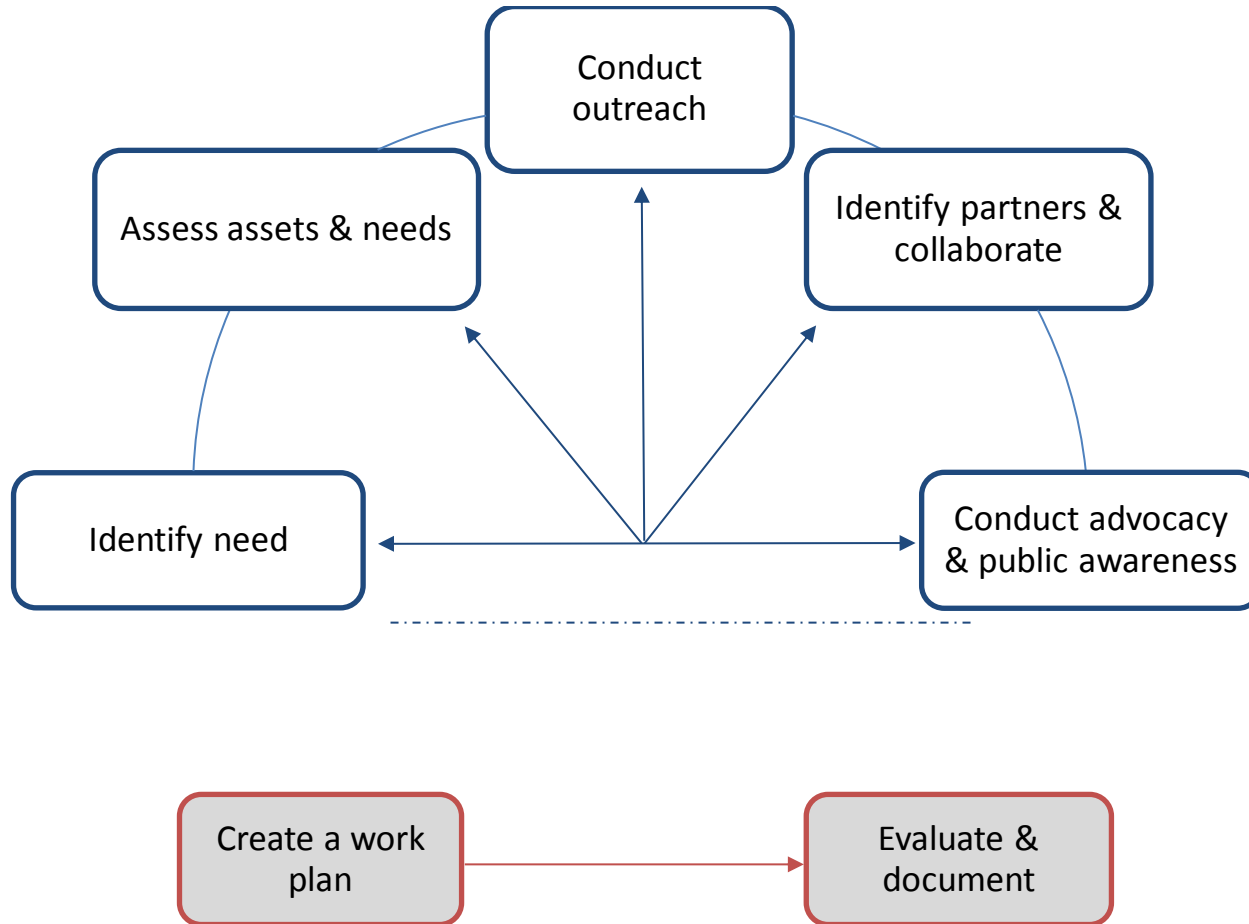 Conduct
outreach
Assess assets & needs
Identify partners &
collaborate
Identify need
Conduct advocacy
& public awareness
Create a work
plan
Evaluate &
document